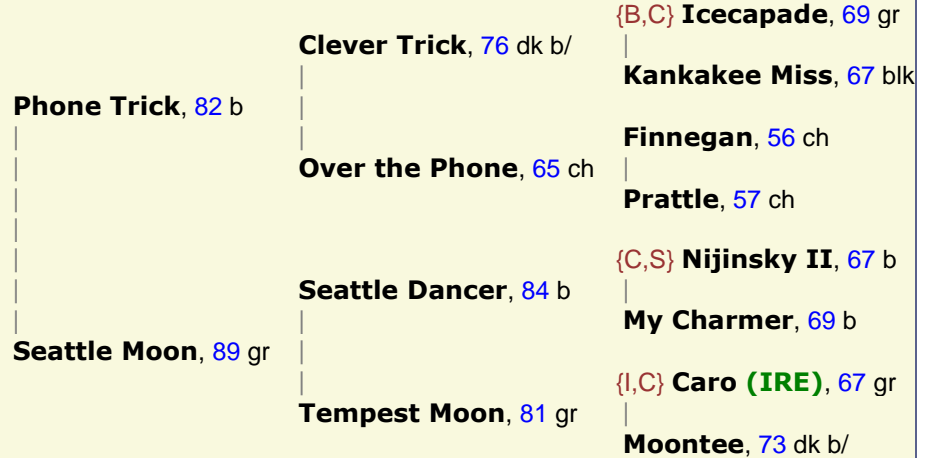 {B,C} Icecapade, 69 gr
Clever Trick, 76 dk b/
Kankakee Miss, 67 blk
Phone Trick, 82 b
Finnegan, 56 ch
Over the Phone, 65 ch
Prattle, 57 ch
{C,S} Nijinsky II, 67 b
Seattle Dancer, 84 b
My Charmer, 69 b
Seattle Moon, 89 gr
{I,C} Caro (IRE), 67 gr
Tempest Moon, 81 gr
Moontee, 73 dk b/